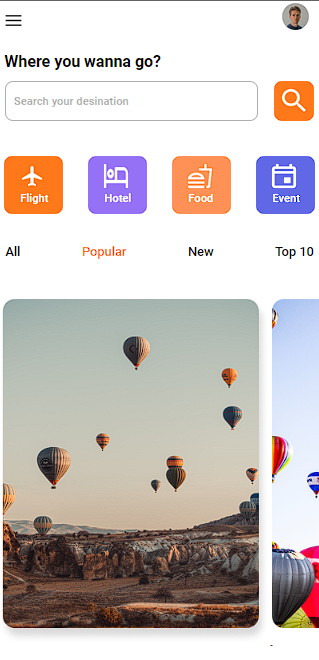 Where you wanna go?
Search your desination
Flight
Hotel
Food
Event
All
Popular
New
Top 10